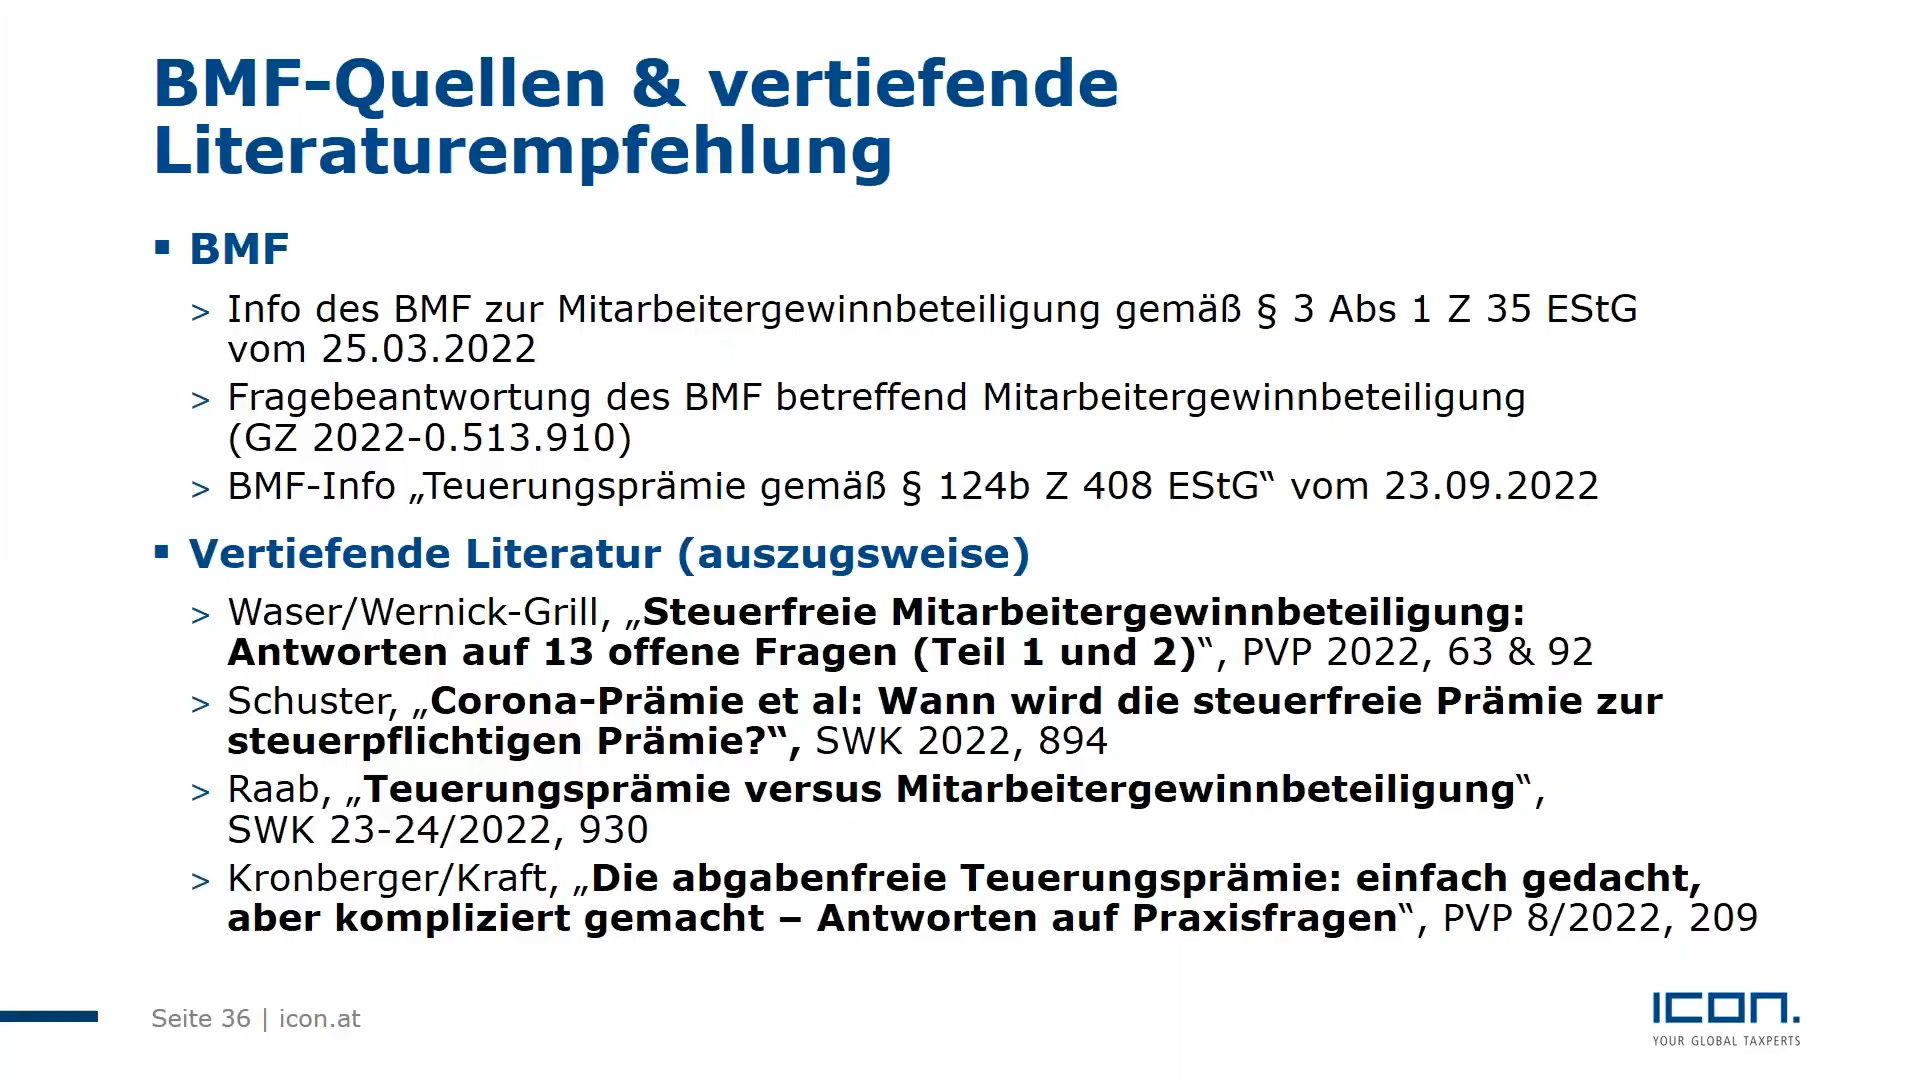 BMF-Quellen & vertiefende
Literaturempfehlung
▪ BMF
> Info des BMF zur Mitarbeitergewinnbeteiligung gemäß § 3 Abs 1 Z 35 EStG
vom 25.03.2022
> Fragebeantwortung des BMF betreffend Mitarbeitergewinnbeteiligung
(GZ 2022-0.513.910)
> BMF-Info „Teuerungsprämie gemäß § 124b Z 408 EStG“ vom 23.09.2022
▪ Vertiefende Literatur (auszugsweise)
> Waser/Wernick-Grill, „Steuerfreie Mitarbeitergewinnbeteiligung:
Antworten auf 13 offene Fragen (Teil 1 und 2)“, PVP 2022, 63 & 92
> Schuster, „Corona-Prämie et al: Wann wird die steuerfreie Prämie zur
steuerpflichtigen Prämie?“, SWK 2022, 894
> Raab, „Teuerungsprämie versus Mitarbeitergewinnbeteiligung“,
SWK 23-24/2022, 930
> Kronberger/Kraft, „Die abgabenfreie Teuerungsprämie: einfach gedacht,
aber kompliziert gemacht – Antworten auf Praxisfragen“, PVP 8/2022, 209
Seite 36 | icon.at
ICON.
YOUR GLOBAL TAXPERTS